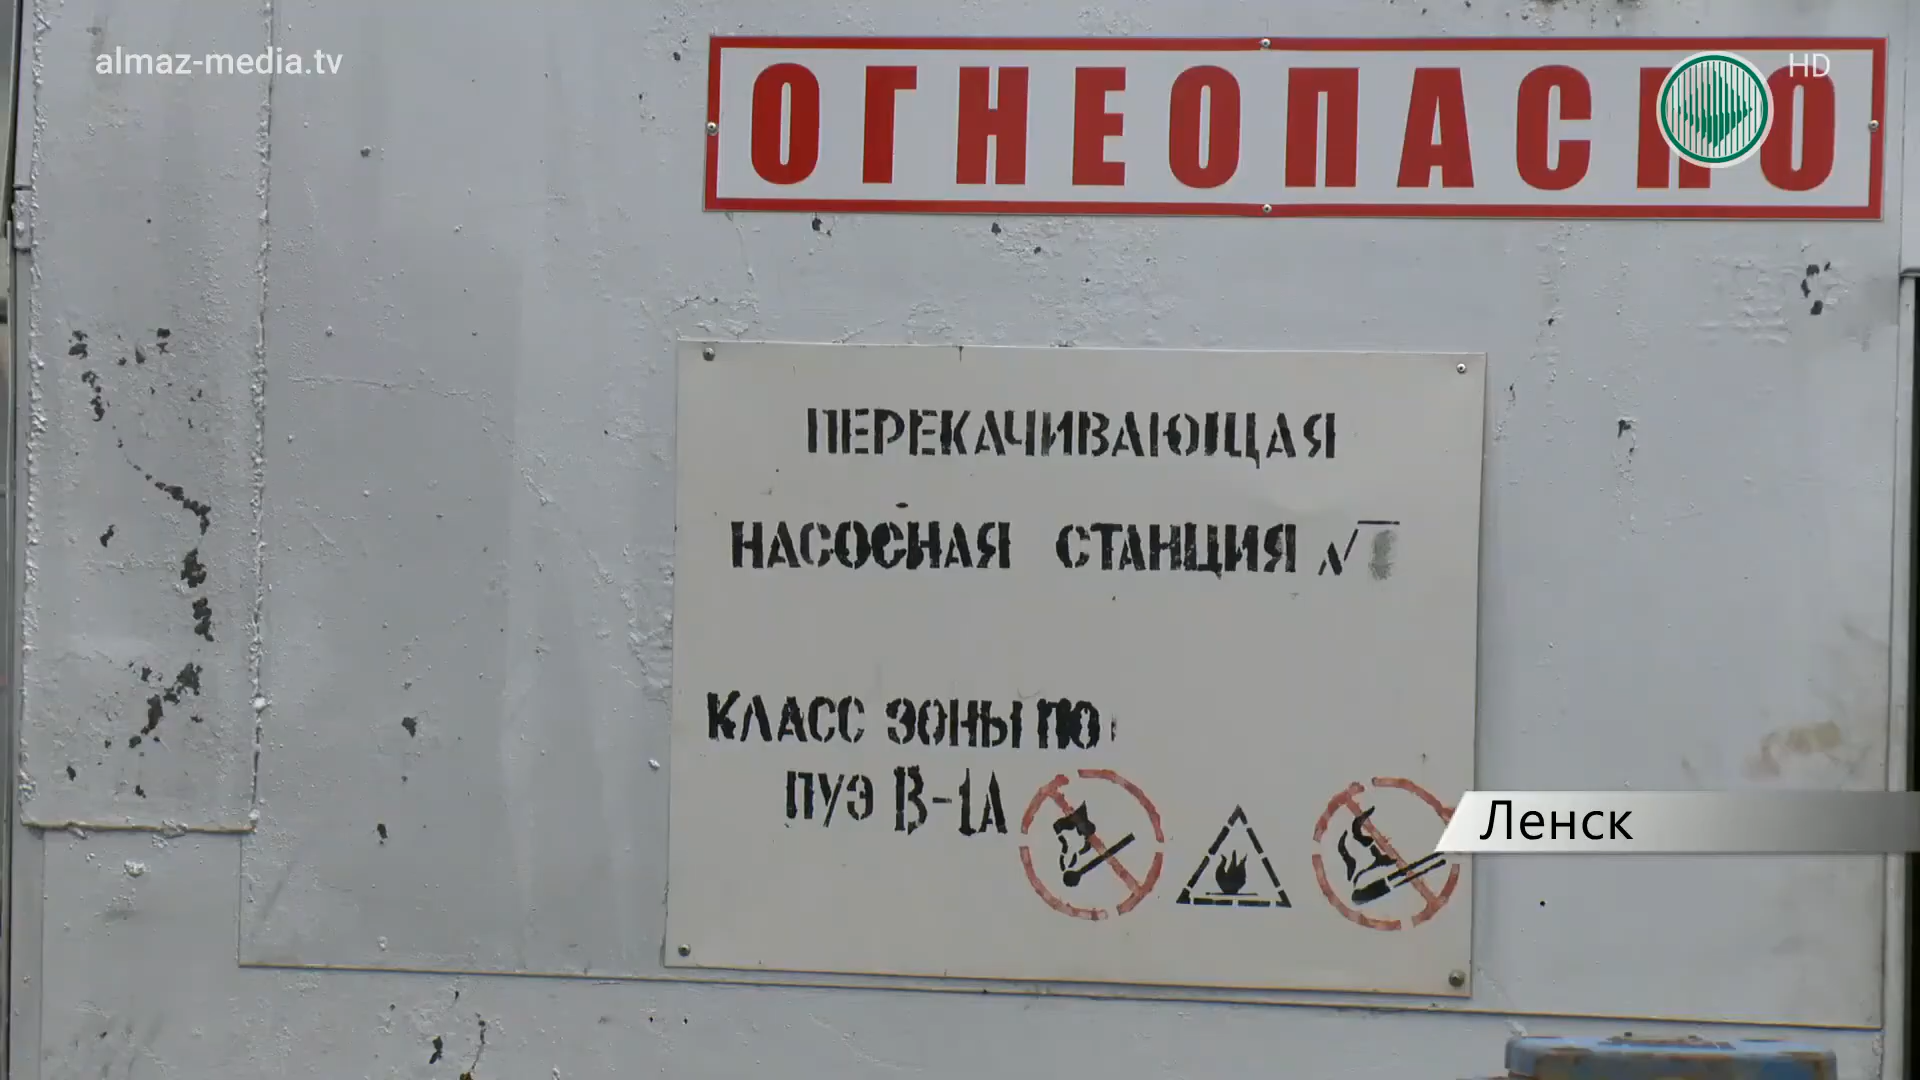 almaz-media.tv
HD
ОГНЕОПАСНО
ПЕРЕКАЧИВАЮЩАЯ
НАСОСНАЯ СТАНЦИЯ
КЛАСС ЗОНЫ ПО
ПУЭ В-1А
Ленск